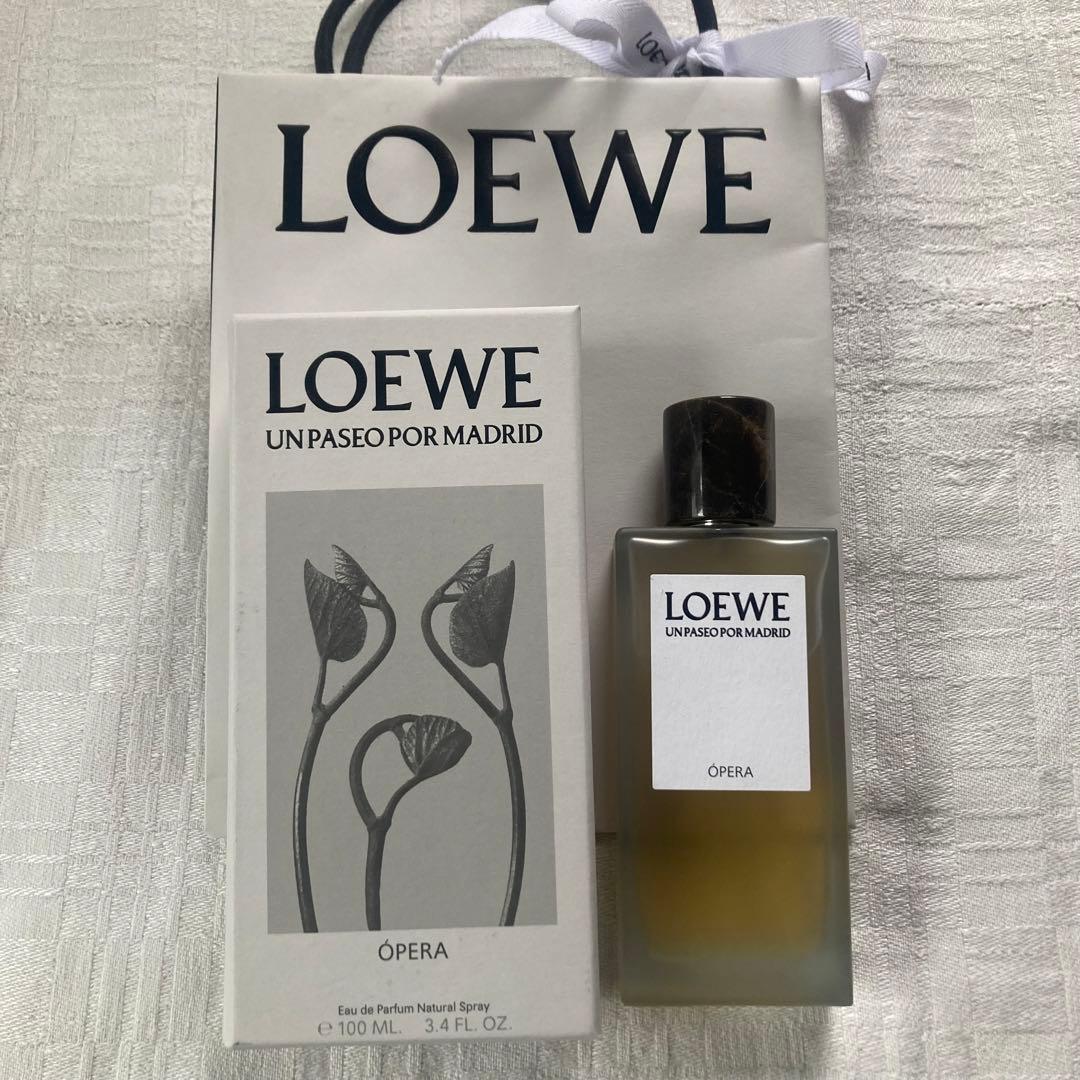 LOEWE
LOEWE
UN PASEO POR MADRID
ÓPERA
Eau de Parfum Natural Spray
℮ 100 ML. 3.4 FL. OZ.
LOEWE
UN PASEO POR MADRID
ÓPERA